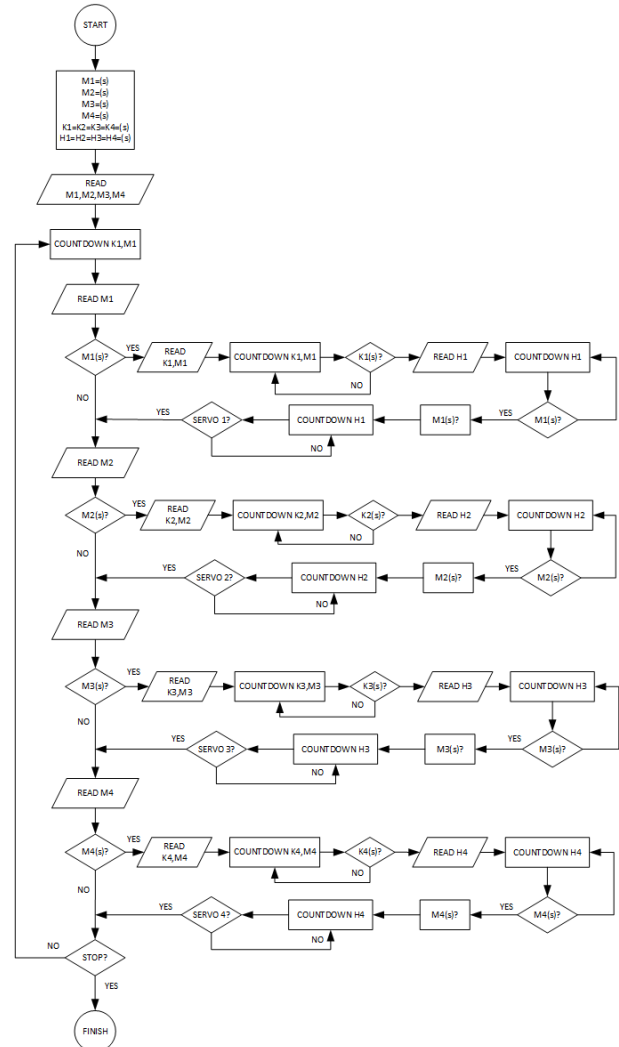 START
M1=(s)
M2=(s)
M3=(s)
M4=(s)
K1=K2=K3=K4=(s)
H1=H2=H3=H4=(s)
READ
M1,M2,M3,M4
COUNTDOWN K1,M1
READ M1
M1(s)?
YES
READ
K1,M1
COUNTDOWN K1,M1
K1(s)?
NO
READ H1
COUNTDOWN H1
NO
YES
SERVO 1?
NO
COUNTDOWN H1
M1(s)?
YES
M1(s)?
READ M2
M2(s)?
YES
READ
K2,M2
COUNTDOWN K2,M2
K2(s)?
NO
READ H2
COUNTDOWN H2
NO
YES
SERVO 2?
NO
COUNTDOWN H2
M2(s)?
YES
M2(s)?
READ M3
M3(s)?
YES
READ
K3,M3
COUNTDOWN K3,M3
K3(s)?
NO
READ H3
COUNTDOWN H3
NO
YES
SERVO 3?
NO
COUNTDOWN H3
M3(s)?
YES
M3(s)?
READ M4
M4(s)?
YES
READ
K4,M4
COUNTDOWN K4,M4
K4(s)?
NO
READ H4
COUNTDOWN H4
NO
YES
SERVO 4?
NO
COUNTDOWN H4
M4(s)?
YES
M4(s)?
NO
STOP?
YES
FINISH